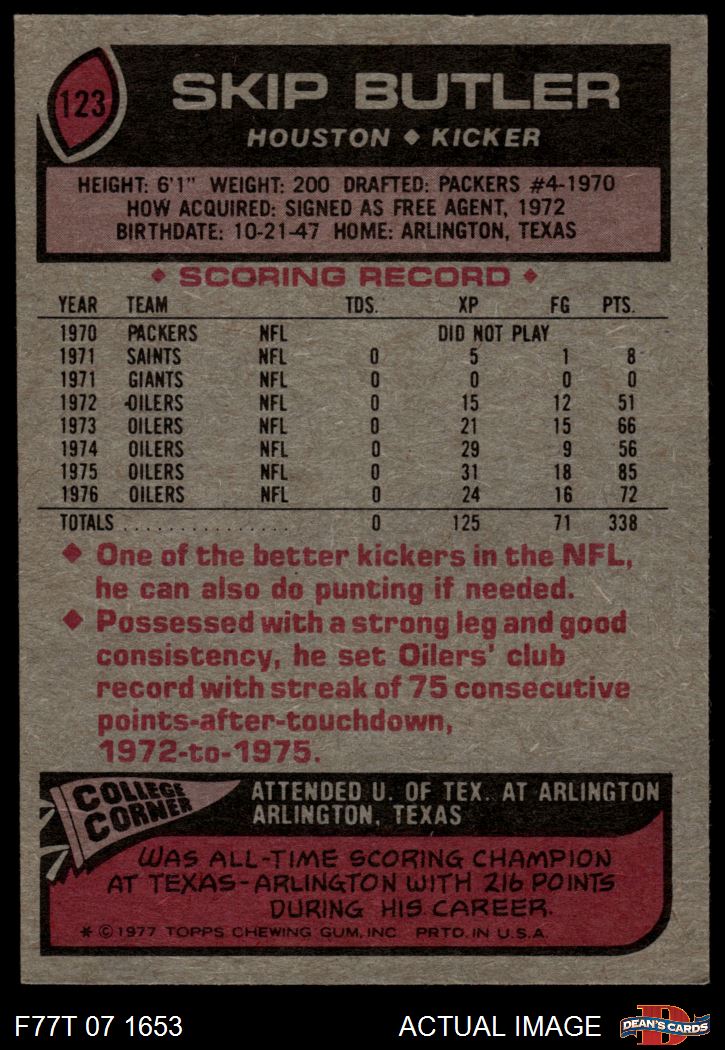 123
SKIP BUTLER
HOUSTON ◆ KICKER
HEIGHT: 6'1" WEIGHT: 200 DRAFTED: PACKERS #4-1970
HOW ACQUIRED: SIGNED AS FREE AGENT, 1972
BIRTHDATE: 10-21-47 HOME: ARLINGTON, TEXAS
◆ SCORING RECORD ◆
YEAR TEAM TDS. XP FG PTS.
1970 PACKERS NFL DID NOT PLAY
1971 SAINTS NFL 0 5 1 8
1971 GIANTS NFL 0 0 0 0
1972 OILERS NFL 0 15 12 51
1973 OILERS NFL 0 21 15 66
1974 OILERS NFL 0 29 9 56
1975 OILERS NFL 0 31 18 85
1976 OILERS NFL 0 24 16 72
TOTALS . . . . . . . . . . . . . . . 0 125 71 338
◆ One of the better kickers in the NFL,
he can also do punting if needed.
◆ Possessed with a strong leg and good
consistency, he set Oilers' club
record with streak of 75 consecutive
points-after-touchdown,
1972-to-1975.
COLLEGE
CORNER
ATTENDED U. OF TEX. AT ARLINGTON
ARLINGTON, TEXAS
WAS ALL-TIME SCORING CHAMPION
AT TEXAS-ARLINGTON WITH 216 POINTS
DURING HIS CAREER.
* © 1977 TOPPS CHEWING GUM, INC PRTD. IN U.S.A.
F77T 07 1653 ACTUAL IMAGE
D
DEAN'S CARDS